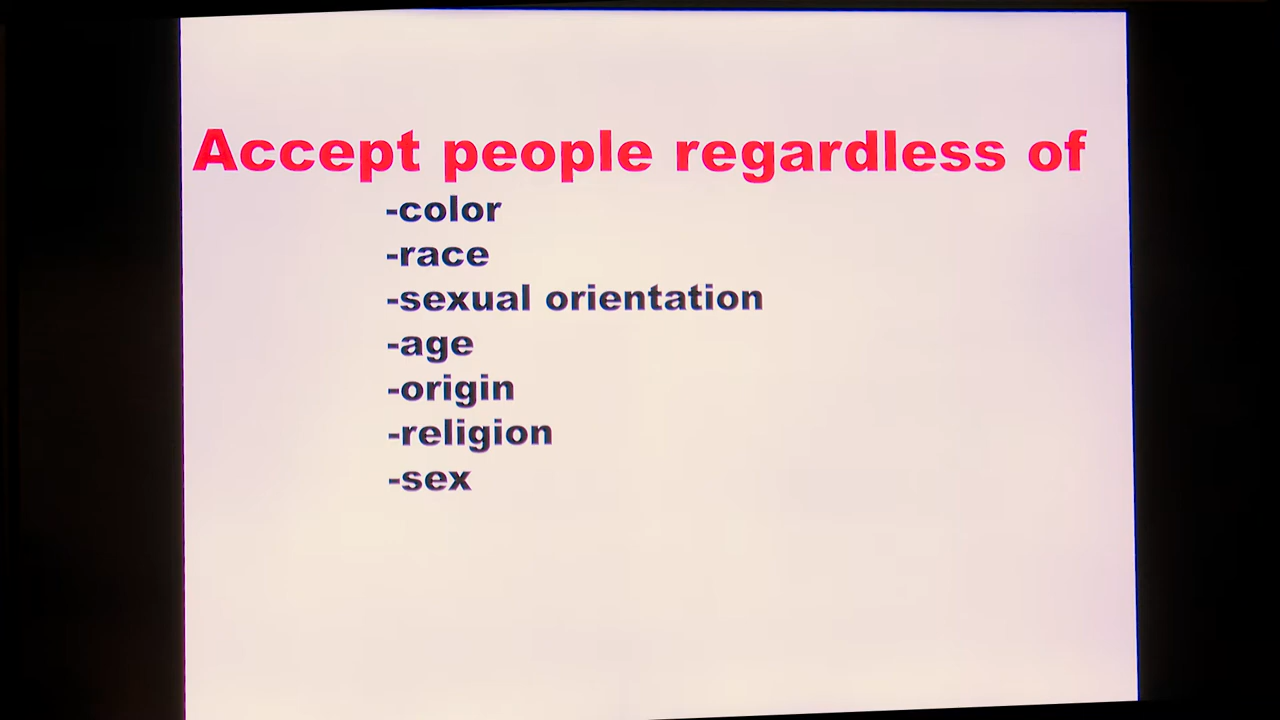 Accept people regardless of
-color
-race
-sexual orientation
-age
-origin
-religion
-sex